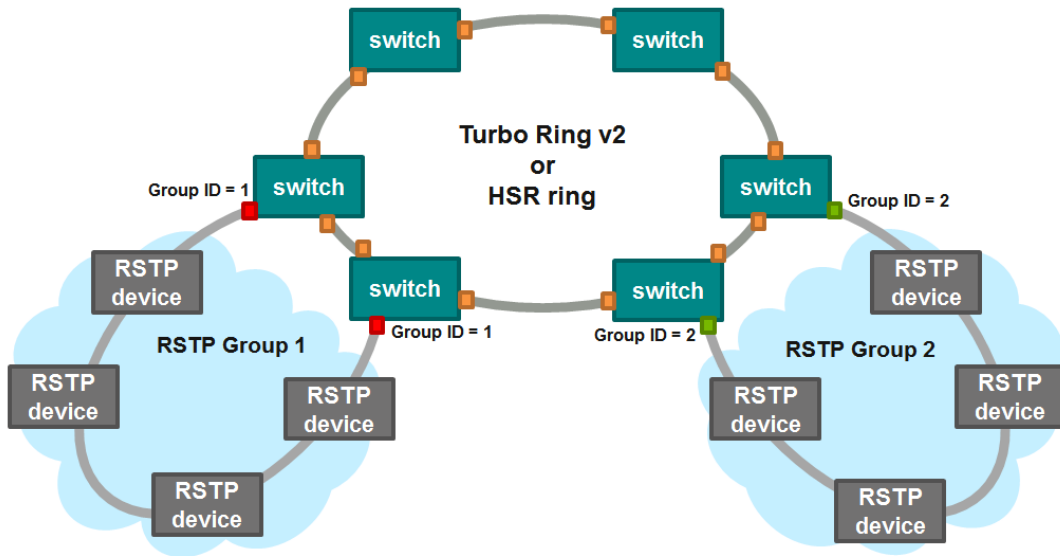 switch
switch
Turbo Ring v2
or
HSR ring
Group ID = 1
switch
switch
Group ID = 2
RSTP
device
switch
Group ID = 1
switch
Group ID = 2
RSTP
device
RSTP Group 1
RSTP Group 2
RSTP
device
RSTP
device
RSTP
device
RSTP
device
RSTP
device
RSTP
device